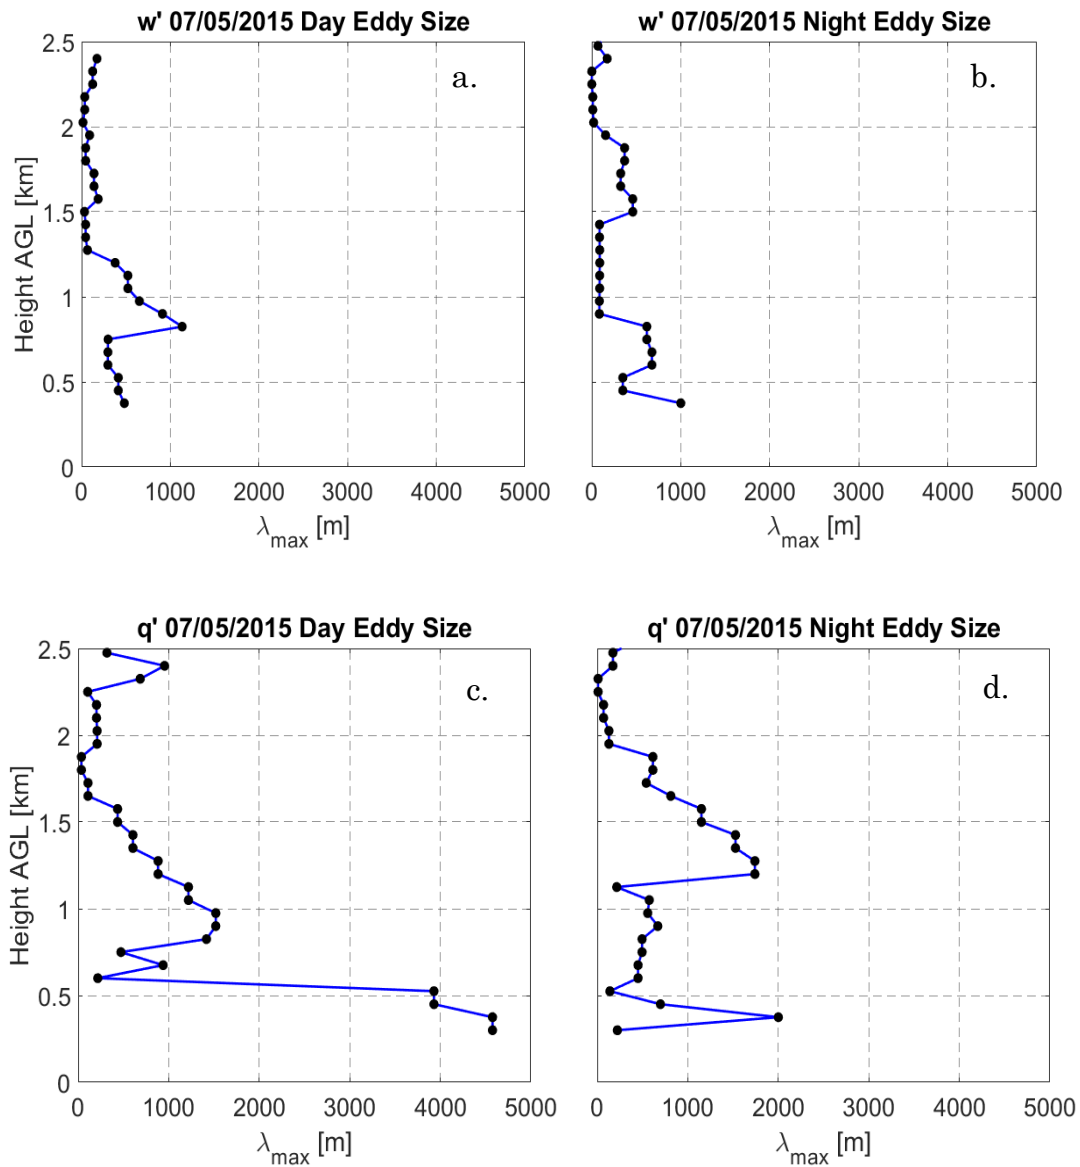 w' 07/05/2015 Day Eddy Size
a.
2.5
2
1.5
1
0.5
0
Height AGL [km]
0 1000 2000 3000 4000 5000
λmax [m]
w' 07/05/2015 Night Eddy Size
b.
0 1000 2000 3000 4000 5000
λmax [m]
q' 07/05/2015 Day Eddy Size
c.
2.5
2
1.5
1
0.5
0
Height AGL [km]
0 1000 2000 3000 4000 5000
λmax [m]
q' 07/05/2015 Night Eddy Size
d.
0 1000 2000 3000 4000 5000
λmax [m]